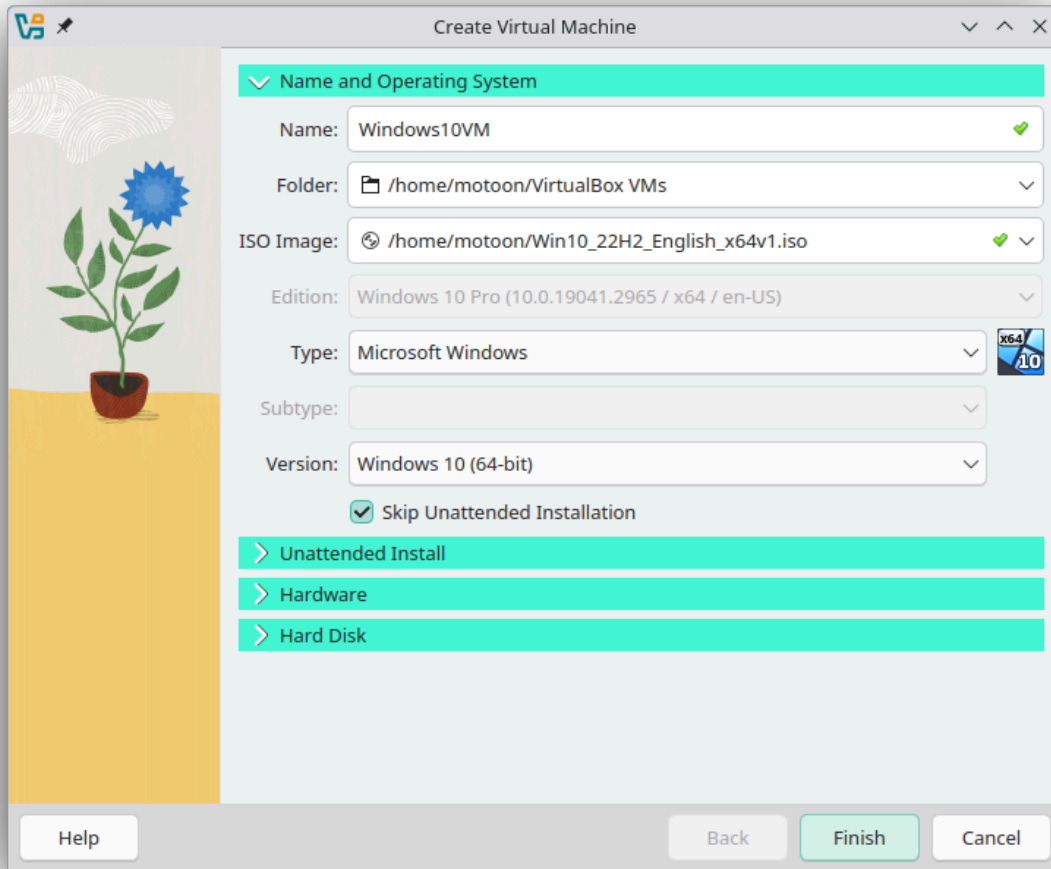 Create Virtual Machine
Name and Operating System
Name: Windows10VM
Folder: /home/motoon/VirtualBox VMs
ISO Image: /home/motoon/Win10_22H2_English_x64v1.iso
Edition: Windows 10 Pro (10.0.19041.2965 / x64 / en-US)
Type: Microsoft Windows
x64
10
Subtype:
Version: Windows 10 (64-bit)
Skip Unattended Installation
Unattended Install
Hardware
Hard Disk
Help Back Finish Cancel